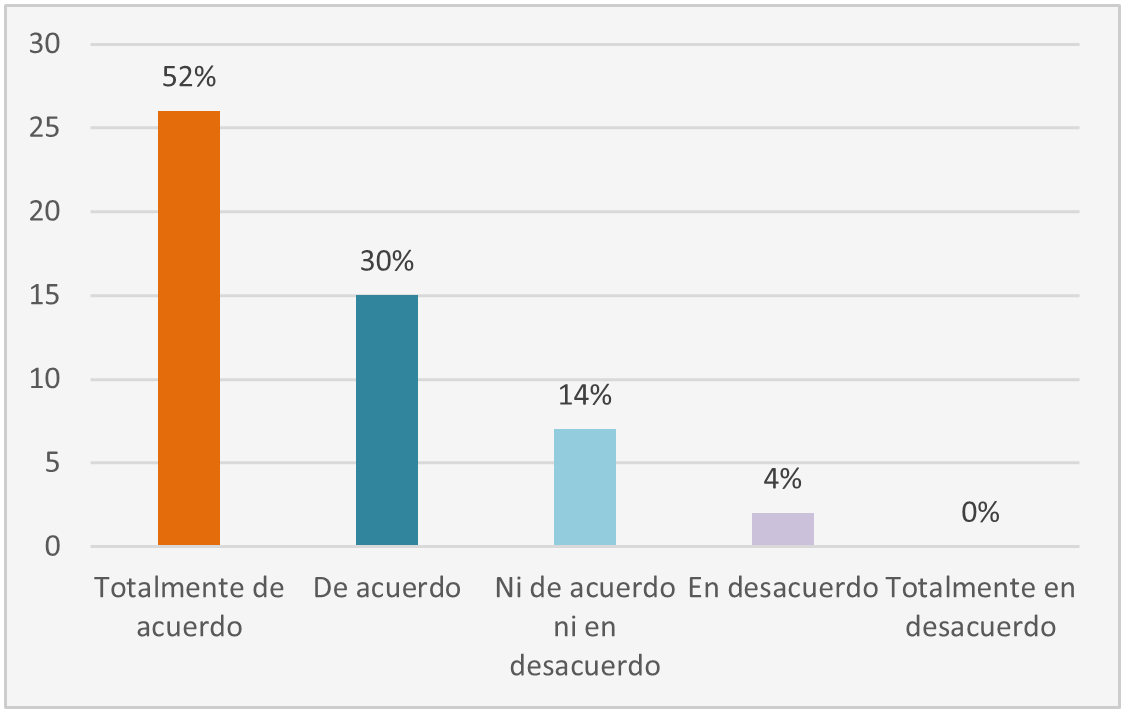 30
25
20
15
10
5
0
52%
30%
14%
4%
0%
Totalmente de
acuerdo
De acuerdo
Ni de acuerdo
ni en
desacuerdo
En desacuerdo
Totalmente en
desacuerdo